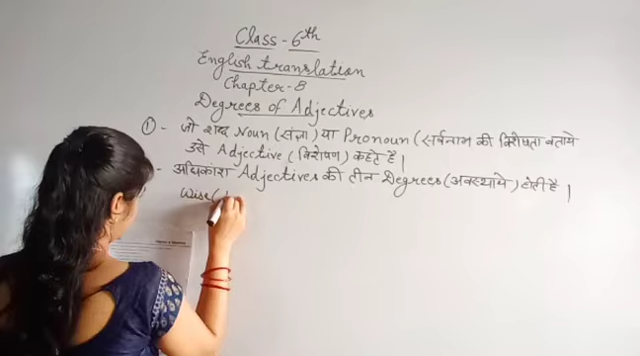 Class - 6th
English translation
Chapter-8
Degrees of Adjectives
① - जो शब्द Noun (संज्ञा) या Pronoun (सर्वनाम की विशेषता बताये
उसे Adjective (विशेषण) कहते हैं |
- अधिकांश Adjectives की तीन Degrees (अवस्थाये) होती हैं |
Wise (